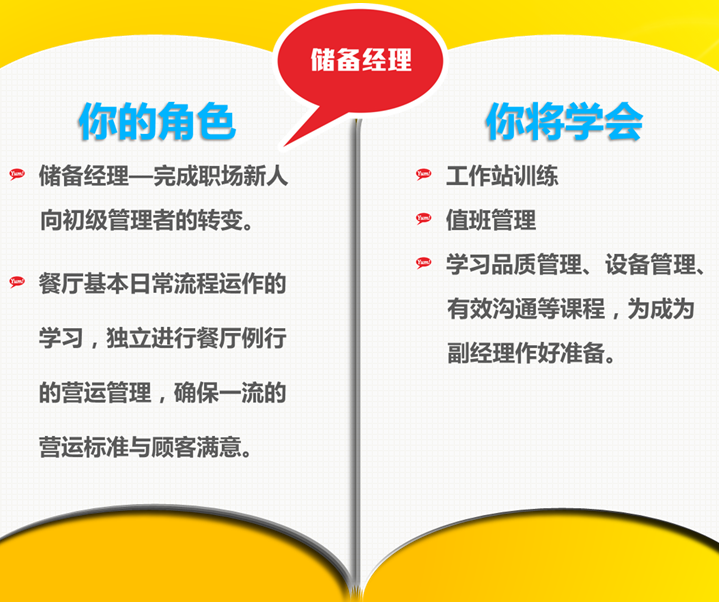 储备经理
你的角色
储备经理—完成职场新人
向初级管理者的转变。
餐厅基本日常流程运作的
学习，独立进行餐厅例行
的营运管理，确保一流的
营运标准与顾客满意。
你将学会
工作站训练
值班管理
学习品质管理、设备管理、
有效沟通等课程，为成为
副经理作好准备。
Yum!
Yum!
Yum!
Yum!
Yum!